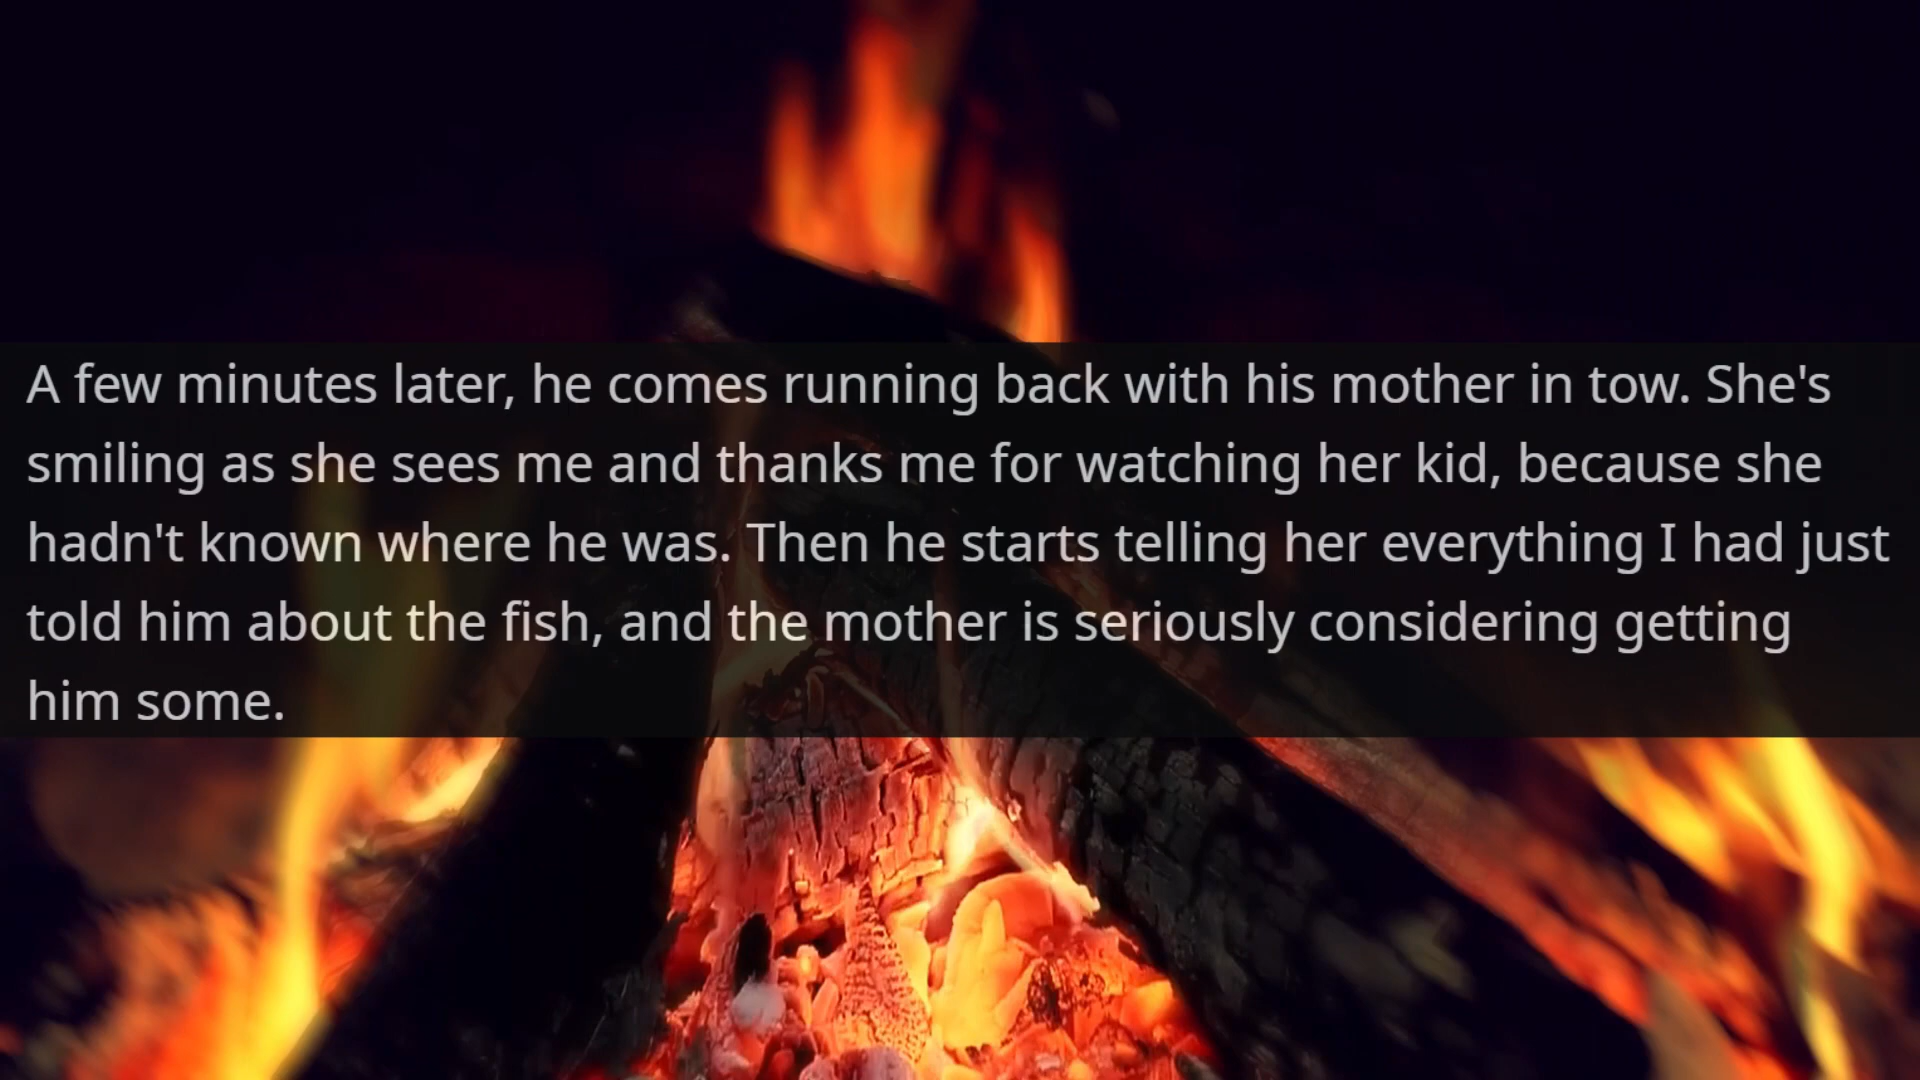 A few minutes later, he comes running back with his mother in tow. She's
smiling as she sees me and thanks me for watching her kid, because she
hadn't known where he was. Then he starts telling her everything I had just
told him about the fish, and the mother is seriously considering getting
him some.